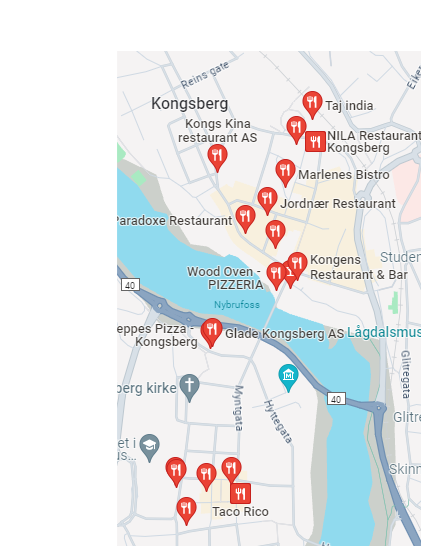 Reins gate
Kongsberg
Taj india
Kongs Kina
restaurant AS
NILA Restaurant
Kongsberg
Marlenes Bistro
Jordnær Restaurant
Paradoxe Restaurant
Kongens
Restaurant & Bar
Studen
Wood Oven -
PIZZERIA
40
Nybrufoss
eppes Pizza -
Kongsberg
Glade Kongsberg AS
Lågdalsmus
Glitregata
berg kirke
Myntgata
Hyttegata
40
Glitre
et i
us...
Skinn
Taco Rico